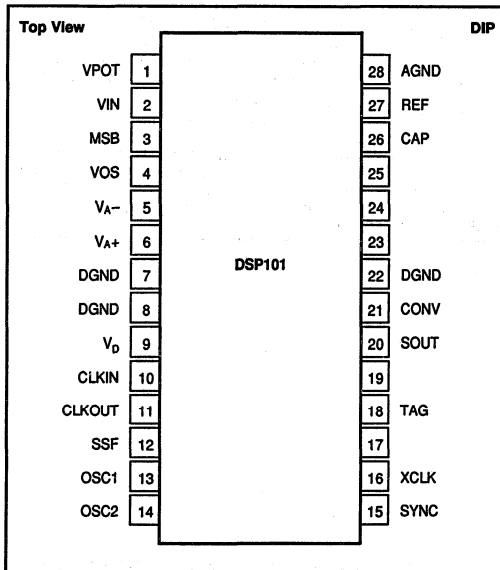 Top View DIP
VPOT 1 28 AGND
VIN 2 27 REF
MSB 3 26 CAP
VOS 4 25
VA– 5 24
VA+ 6 23
DSP101
DGND 7 22 DGND
DGND 8 21 CONV
VD 9 20 SOUT
CLKIN 10 19
CLKOUT 11 18 TAG
SSF 12 17
OSC1 13 16 XCLK
OSC2 14 15 SYNC